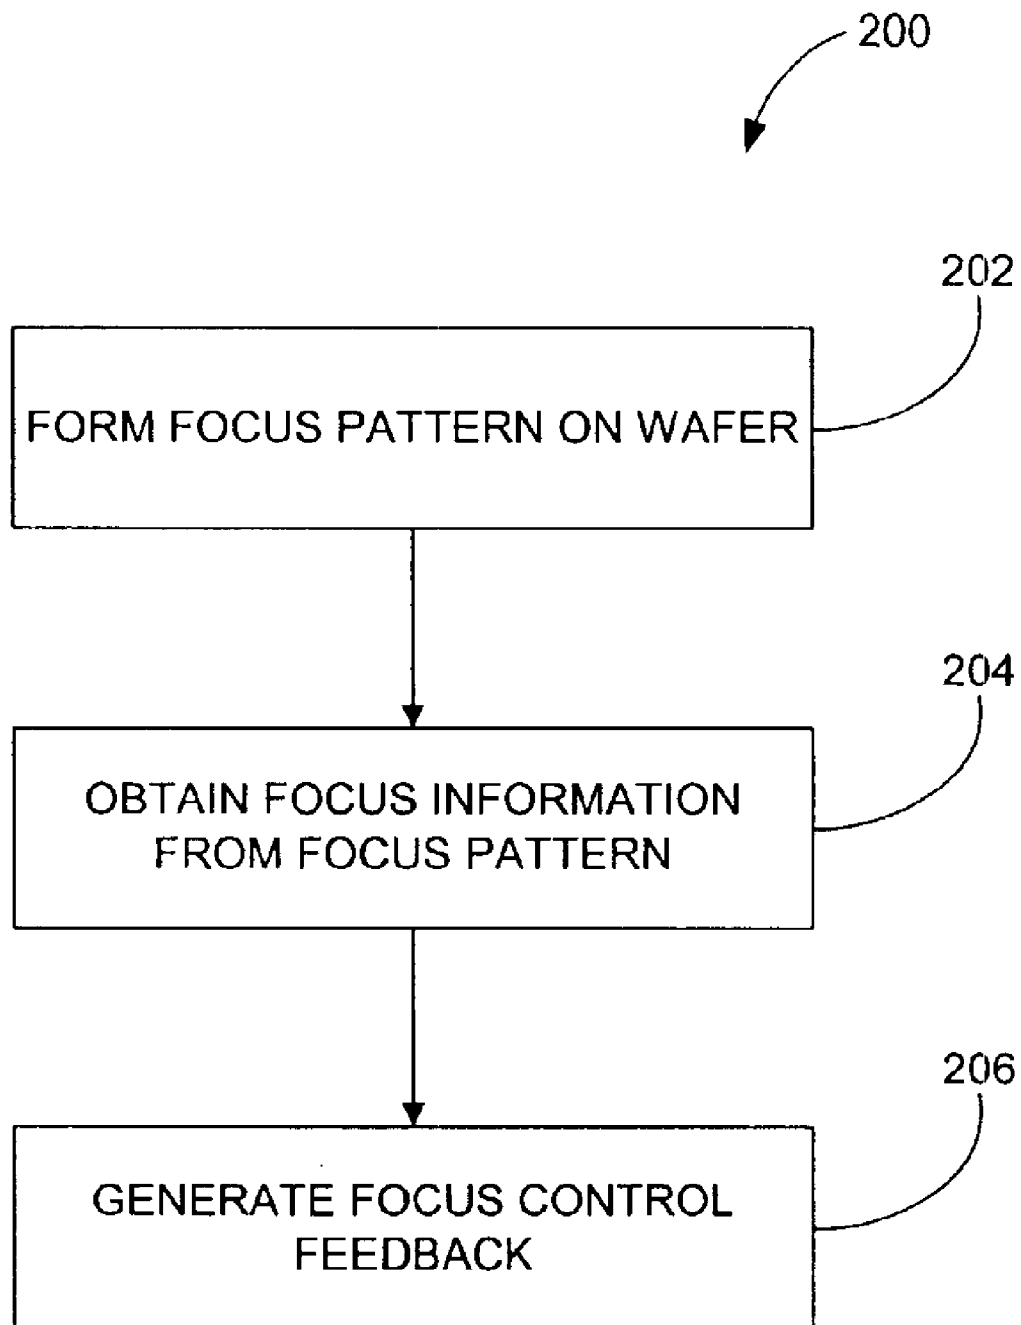 200
202
FORM FOCUS PATTERN ON WAFER
204
OBTAIN FOCUS INFORMATION
FROM FOCUS PATTERN
206
GENERATE FOCUS CONTROL
FEEDBACK